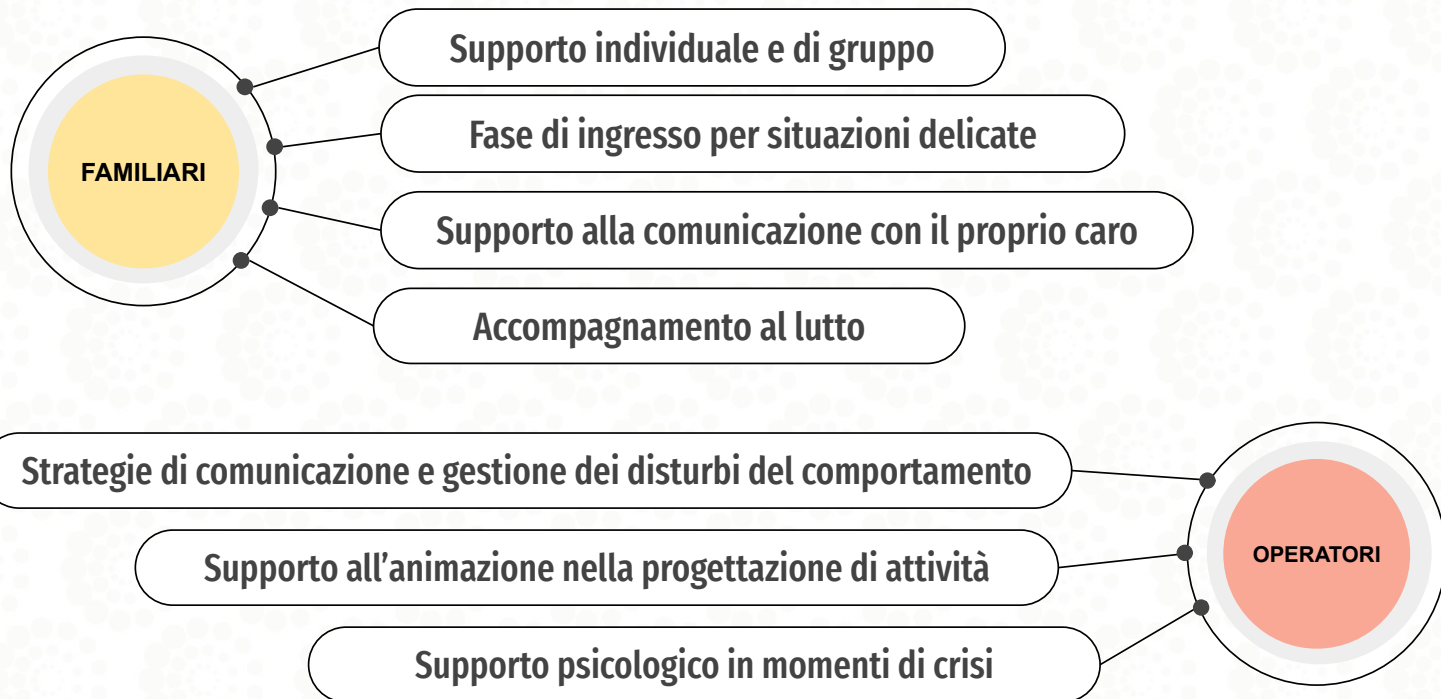 FAMILIARI
Supporto individuale e di gruppo
Fase di ingresso per situazioni delicate
Supporto alla comunicazione con il proprio caro
Accompagnamento al lutto
OPERATORI
Strategie di comunicazione e gestione dei disturbi del comportamento
Supporto all’animazione nella progettazione di attività
Supporto psicologico in momenti di crisi